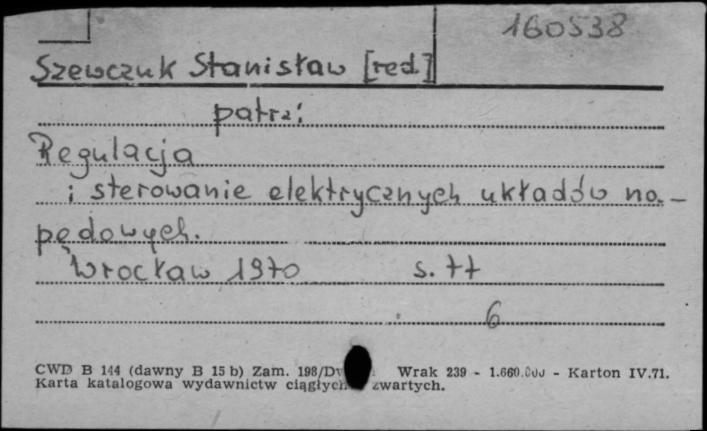 160538
Szewczuk Stanisław [red.]
patrz:
Regulacja
i sterowanie elektrycznych układów na-
pędowych.
Wrocław 1970 s. 77
6
CWD B 144 (dawny B 15 b) Zam. 198/Dw Wrak 239 - 1.660.000 - Karton IV.71.
Karta katalogowa wydawnictw ciągłych zwartych.